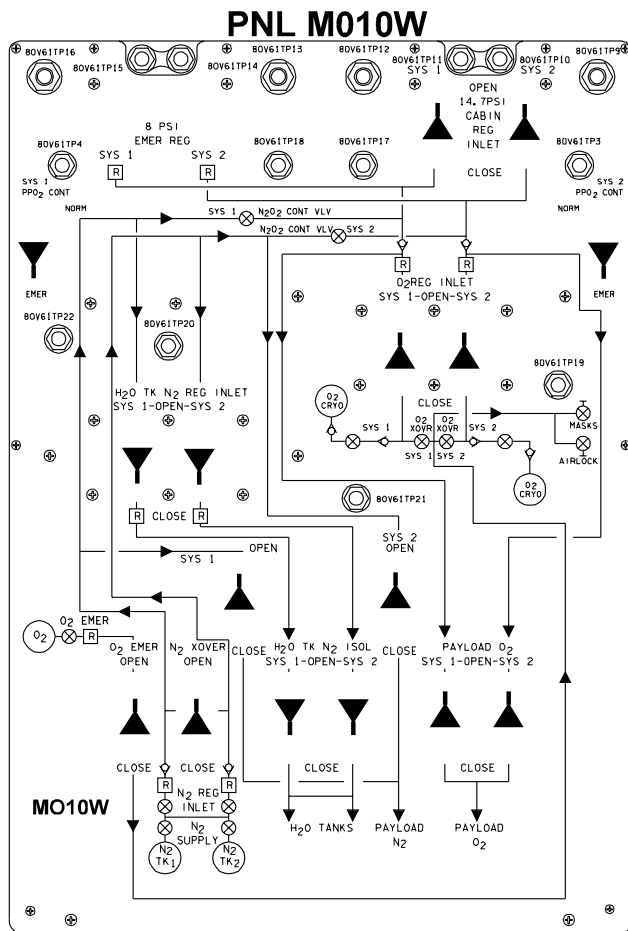 PNL M010W
80V61TP16
80V61TP15
80V61TP14
80V61TP13
80V61TP12
80V61TP11
SYS 1
80V61TP10
SYS 2
80V61TP9
OPEN
14.7PSI
CABIN
REG
INLET
CLOSE
8 PSI
EMER REG
SYS 1
SYS 2
R
R
80V61TP4
80V61TP18
80V61TP17
80V61TP3
SYS 1
PPO2 CONT
NORM
EMER
SYS 2
PPO2 CONT
NORM
EMER
SYS 1
N2O2 CONT VLV
N2O2 CONT VLV
SYS 2
R
R
O2REG INLET
SYS 1-OPEN-SYS 2
80V61TP22
80V61TP20
80V61TP19
H2O TK N2 REG INLET
SYS 1-OPEN-SYS 2
CLOSE
O2
CRYO
SYS 1
O2
XOVR
O2
XOVR
SYS 2
SYS 1
SYS 2
MASKS
AIRLOCK
O2
CRYO
80V61TP21
R
CLOSE
R
SYS 1
OPEN
SYS 2
OPEN
O2
O2 EMER
R
O2 EMER
OPEN
N2 XOVER
OPEN
CLOSE
H2O TK N2 ISOL
SYS 1-OPEN-SYS 2
CLOSE
PAYLOAD O2
SYS 1-OPEN-SYS 2
CLOSE
CLOSE
CLOSE
CLOSE
R
R
N2 REG
INLET
N2
SUPPLY
N2
TK1
N2
TK2
MO10W
H2O TANKS
PAYLOAD
N2
PAYLOAD
O2